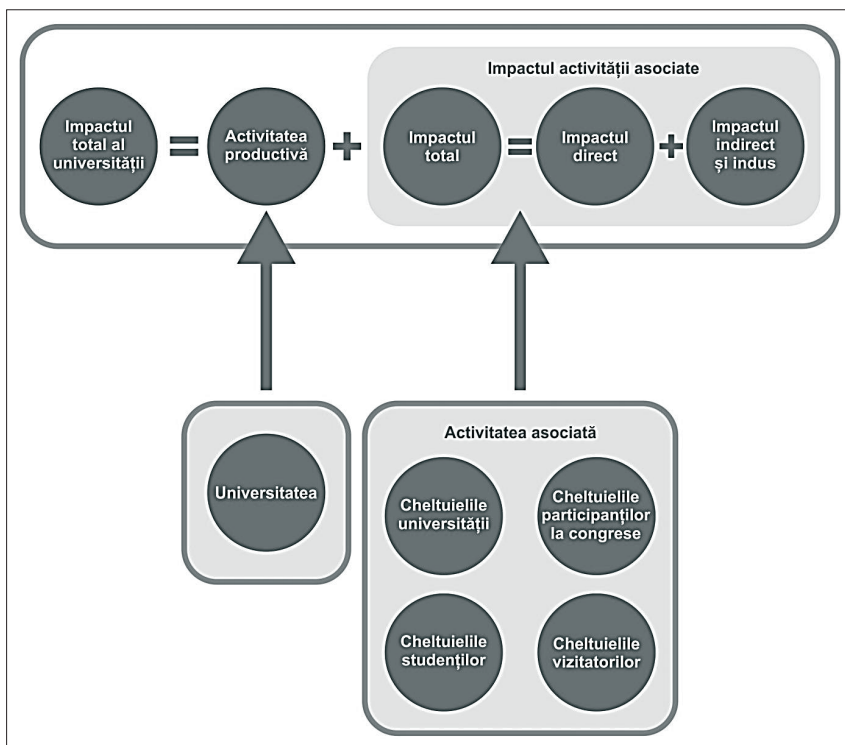 Impactul activității asociate
Impactul
total al
universității
=
Activitatea
productivă
+
Impactul
total
=
Impactul
direct
+
Impactul
indirect
și indus
Universitatea
Activitatea asociată
Cheltuielile
universității
Cheltuielile
participanților
la congrese
Cheltuielile
studenților
Cheltuielile
vizitatorilor